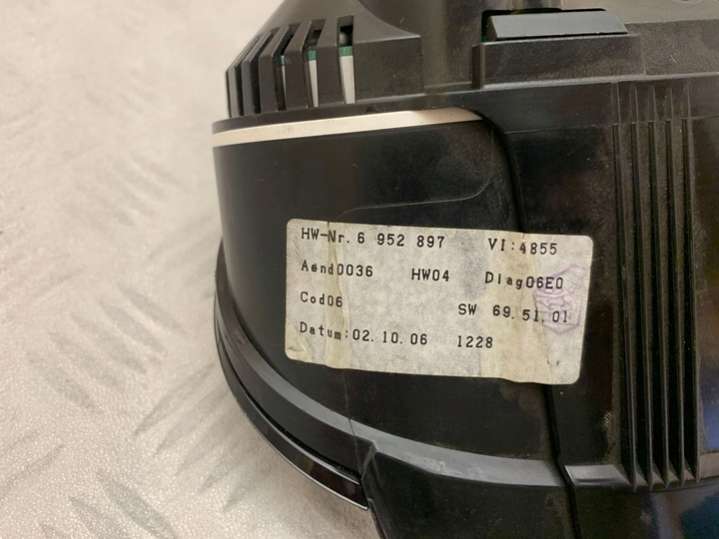 HW-Nr. 6 952 897 VI:4855
Aend0036 HW04 Diag06E0
Cod06 SW 69.51.01
Datum:02.10.06 1228